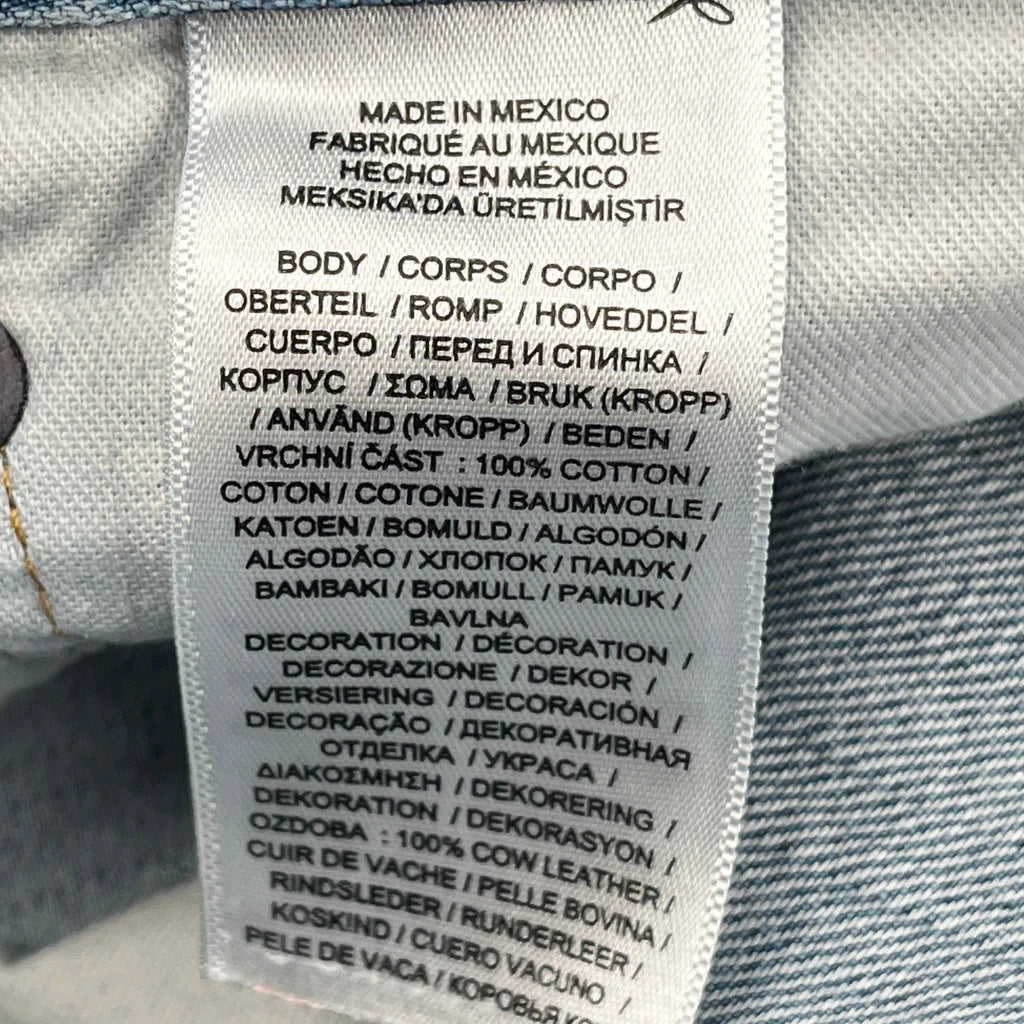 MADE IN MEXICO
FABRIQUÉ AU MEXIQUE
HECHO EN MÉXICO
MEKSIKA'DA ÜRETİLMİŞTİR
BODY / CORPS / CORPO /
OBERTEIL / ROMP / HOVEDDEL /
CUERPO / ПЕРЕД И СПИНКА /
КОРПУС / ΣΩΜΑ / BRUK (KROPP)
/ ANVÄND (KROPP) / BEDEN /
VRCHNÍ ČÁST : 100% COTTON /
COTON / COTONE / BAUMWOLLE /
KATOEN / BOMULD / ALGODÓN /
ALGODÃO / ХЛОПОК / ПАМУК /
BAMBAKI / BOMULL / PAMUK /
BAVLNA
DECORATION / DÉCORATION /
DECORAZIONE / DEKOR /
VERSIERING / DECORACIÓN /
DECORAÇÃO / ДЕКОРАТИВНАЯ
ОТДЕЛКА / УКРАСА /
ΔΙΑΚΟΣΜΗΣΗ / DEKORERING /
DEKORATION / DEKORASYON /
OZDOBA : 100% COW LEATHER /
CUIR DE VACHE / PELLE BOVINA /
RINDSLEDER / RUNDERLEER /
KOSKIND / CUERO VACUNO /
PELE DE VACA / КОРОВЬЯ